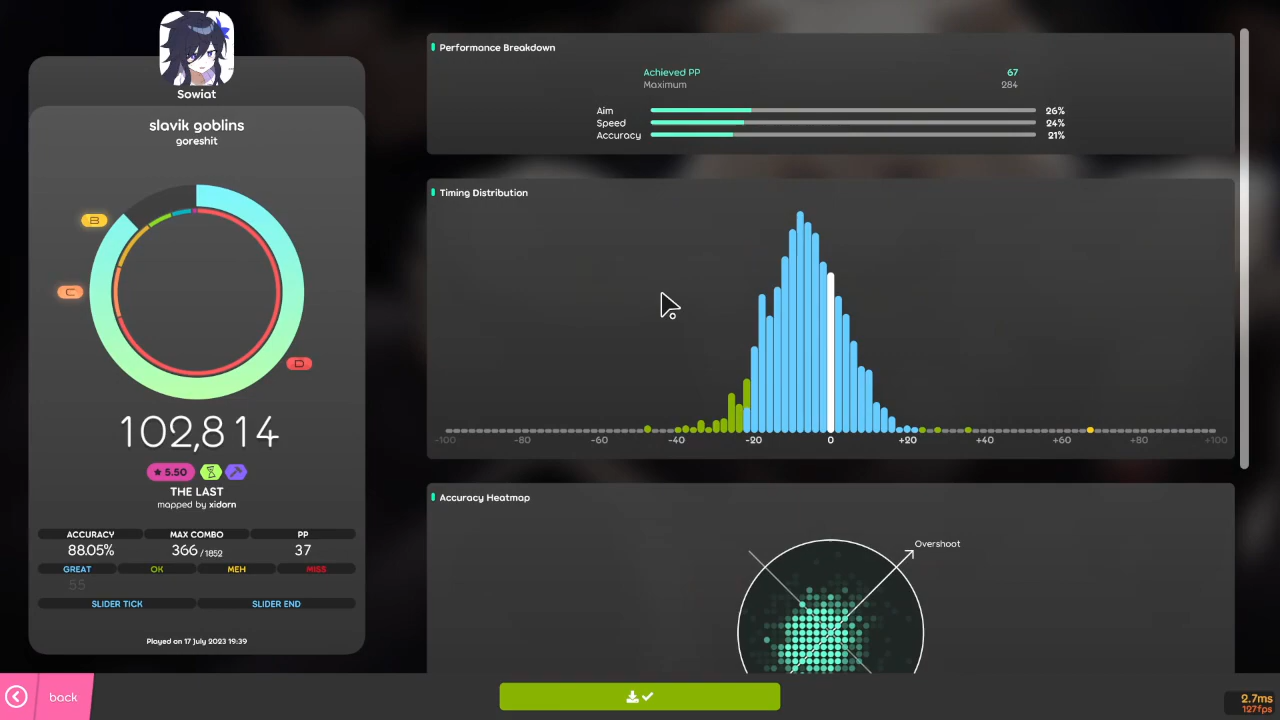 Sowiat
slavik goblins
goreshit
B
C
D
102,814
★ 5.50
THE LAST
mapped by xidorn
ACCURACY MAX COMBO PP
88.05% 366/1852 37
GREAT OK MEH MISS
55
SLIDER TICK SLIDER END
Played on 17 July 2023 19:39
back
Performance Breakdown
Achieved PP 67
Maximum 284
Aim 26%
Speed 24%
Accuracy 21%
Timing Distribution
-100 -80 -60 -40 -20 0 +20 +40 +60 +80 +100
Accuracy Heatmap
Overshoot
2.7ms
127fps